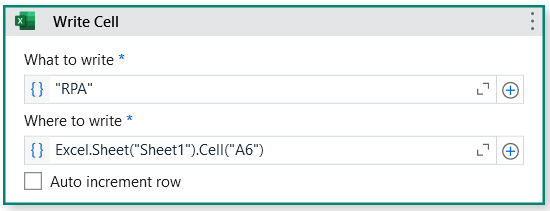 Write Cell
What to write *
{} "RPA"
Where to write *
{} Excel.Sheet("Sheet1").Cell("A6")
Auto increment row